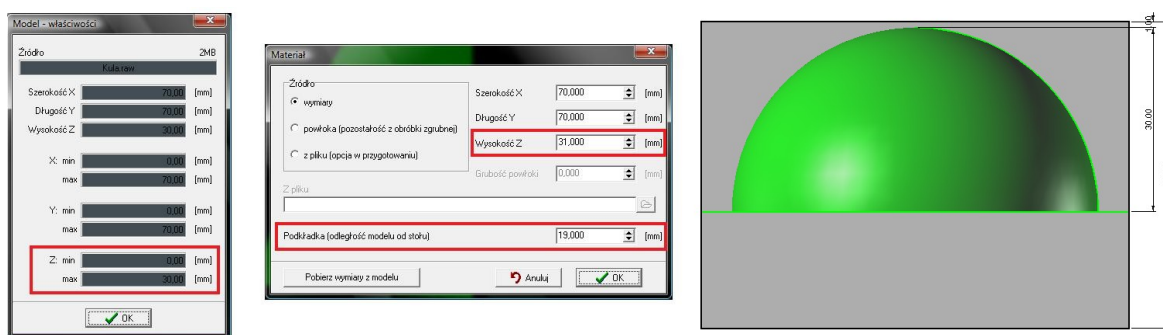 Model - właściwości
Źródło 2MB
Kula.raw
Szerokość X 70,00 [mm]
Długość Y 70,00 [mm]
Wysokość Z 30,00 [mm]
X: min 0,00 [mm]
max 70,00 [mm]
Y: min 0,00 [mm]
max 70,00 [mm]
Z: min 0,00 [mm]
max 30,00 [mm]
OK
Materiał
Źródło
wymiary
powłoka (pozostałość z obróbki zgrubnej)
z pliku (opcja w przygotowaniu)
Szerokość X 70,000 [mm]
Długość Y 70,000 [mm]
Wysokość Z 31,000 [mm]
Grubość powłoki 0,000 [mm]
Z pliku
Podkładka (odległość modelu od stołu) 19,000 [mm]
Pobierz wymiary z modelu
Anuluj
OK
1.00
30.00